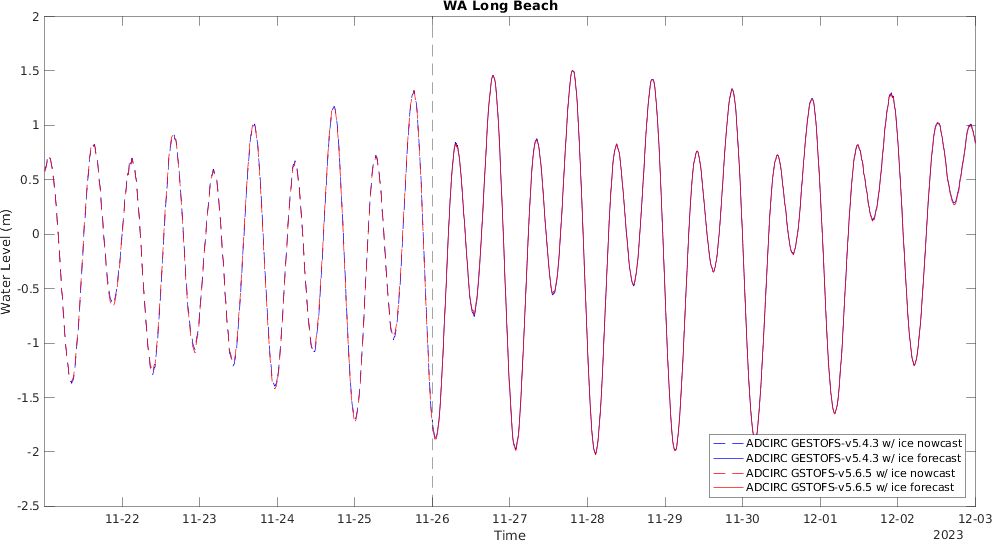 WA Long Beach
2
1.5
1
0.5
0
-0.5
-1
-1.5
-2
-2.5
Water Level (m)
ADCIRC GESTOFS-v5.4.3 w/ ice nowcast
ADCIRC GESTOFS-v5.4.3 w/ ice forecast
ADCIRC GSTOFS-v5.6.5 w/ ice nowcast
ADCIRC GSTOFS-v5.6.5 w/ ice forecast
11-22 11-23 11-24 11-25 11-26 11-27 11-28 11-29 11-30 12-01 12-02 12-03
Time
2023